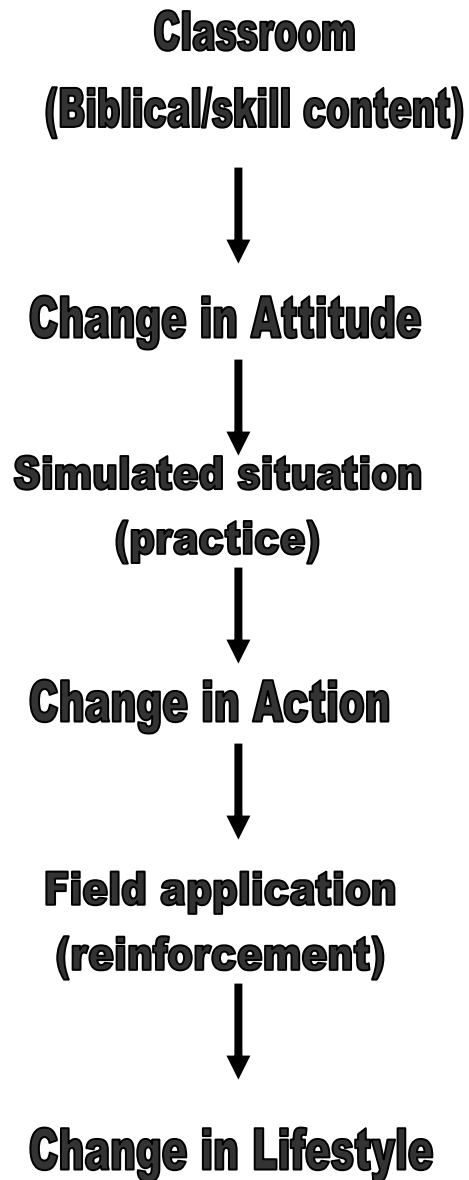 Classroom
(Biblical/skill content)
Change in Attitude
Simulated situation
(practice)
Change in Action
Field application
(reinforcement)
Change in Lifestyle